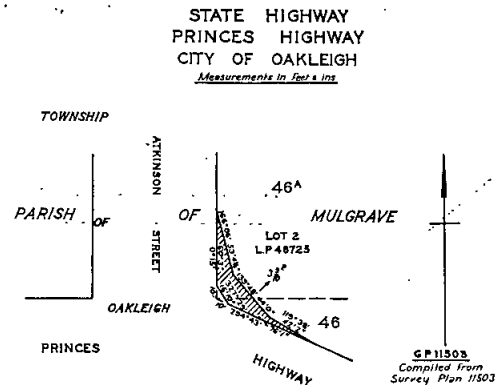 STATE HIGHWAY
PRINCES HIGHWAY
CITY OF OAKLEIGH
Measurements in Feet & ins
TOWNSHIP
ATKINSON
STREET
46A
PARISH OF OF MULGRAVE
LOT 2
L.P 48725
OAKLEIGH
46
PRINCES
HIGHWAY
G P 11503
Compiled from
Survey Plan 11503